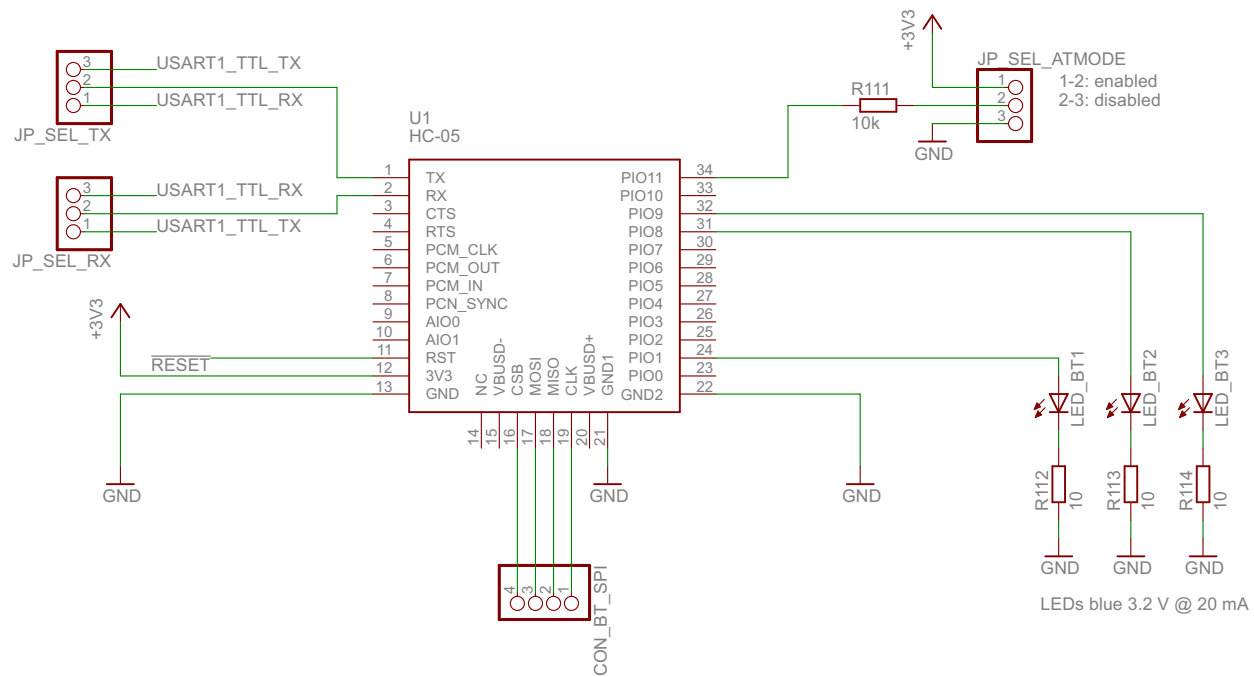 +3V3
JP_SEL_ATMODE
1 1-2: enabled
2 2-3: disabled
3
R111
10k
GND
3 USART1_TTL_TX
2
1 USART1_TTL_RX
JP_SEL_TX
3 USART1_TTL_RX
2
1 USART1_TTL_TX
JP_SEL_RX
U1
HC-05
1 TX PIO11 34
2 RX PIO10 33
3 CTS PIO9 32
4 RTS PIO8 31
5 PCM_CLK PIO7 30
6 PCM_OUT PIO6 29
7 PCM_IN PIO5 28
8 PCN_SYNC PIO4 27
9 AIO0 PIO3 26
10 AIO1 PIO2 25
11 RST PIO1 24
12 3V3 PIO0 23
13 GND GND2 22
+3V3
RESET
GND
NC
VBUSD-
CSB
MOSI
MISO
CLK
VBUSD+
GND1
14
15
16
17
18
19
20
21
GND
GND
4
3
2
1
CON_BT_SPI
LED_BT1
LED_BT2
LED_BT3
R112
10
R113
10
R114
10
GND
GND
GND
LEDs blue 3.2 V @ 20 mA